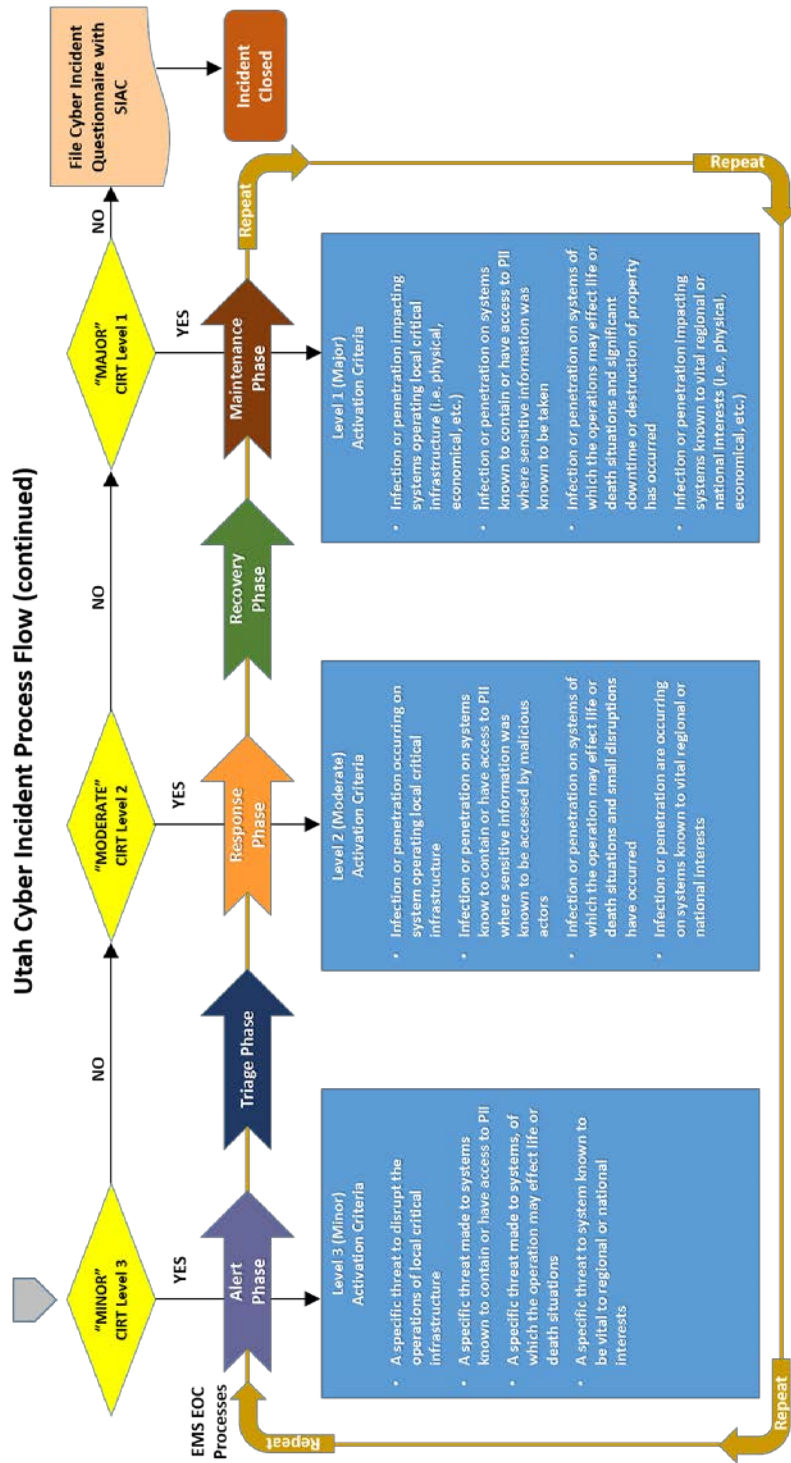 Utah Cyber Incident Process Flow (continued)
"MINOR"
CIRT Level 3
NO
"MODERATE"
CIRT Level 2
NO
"MAJOR"
CIRT Level 1
NO
File Cyber Incident
Questionnaire with
SIAC
Incident
Closed
YES
YES
YES
EMS EOC
Processes
Repeat
Alert
Phase
Triage Phase
Response
Phase
Recovery
Phase
Maintenance
Phase
Repeat
Level 3 (Minor)
Activation Criteria
• A specific threat to disrupt the
operations of local critical
infrastructure
• A specific threat made to systems
known to contain or have access to PII
• A specific threat made to systems, of
which the operation may effect life or
death situations
• A specific threat to system known to
be vital to regional or national
interests
Level 2 (Moderate)
Activation Criteria
• Infection or penetration occurring on
system operating local critical
infrastructure
• Infection or penetration on systems
know to contain or have access to PII
where sensitive information was
known to be accessed by malicious
actors
• Infection or penetration on systems of
which the operation may effect life or
death situations and small disruptions
have occurred
• Infection or penetration are occurring
on systems known to vital regional or
national interests
Level 1 (Major)
Activation Criteria
• Infection or penetration impacting
systems operating local critical
infrastructure (i.e., physical,
economical, etc.)
• Infection or penetration on systems
known to contain or have access to PII
where sensitive information was
known to be taken
• Infection or penetration on systems of
which the operations may effect life or
death situations and significant
downtime or destruction of property
has occurred
• Infection or penetration Impacting
systems known to vital regional or
national interests (i.e., physical,
economical, etc.)
Repeat
Repeat